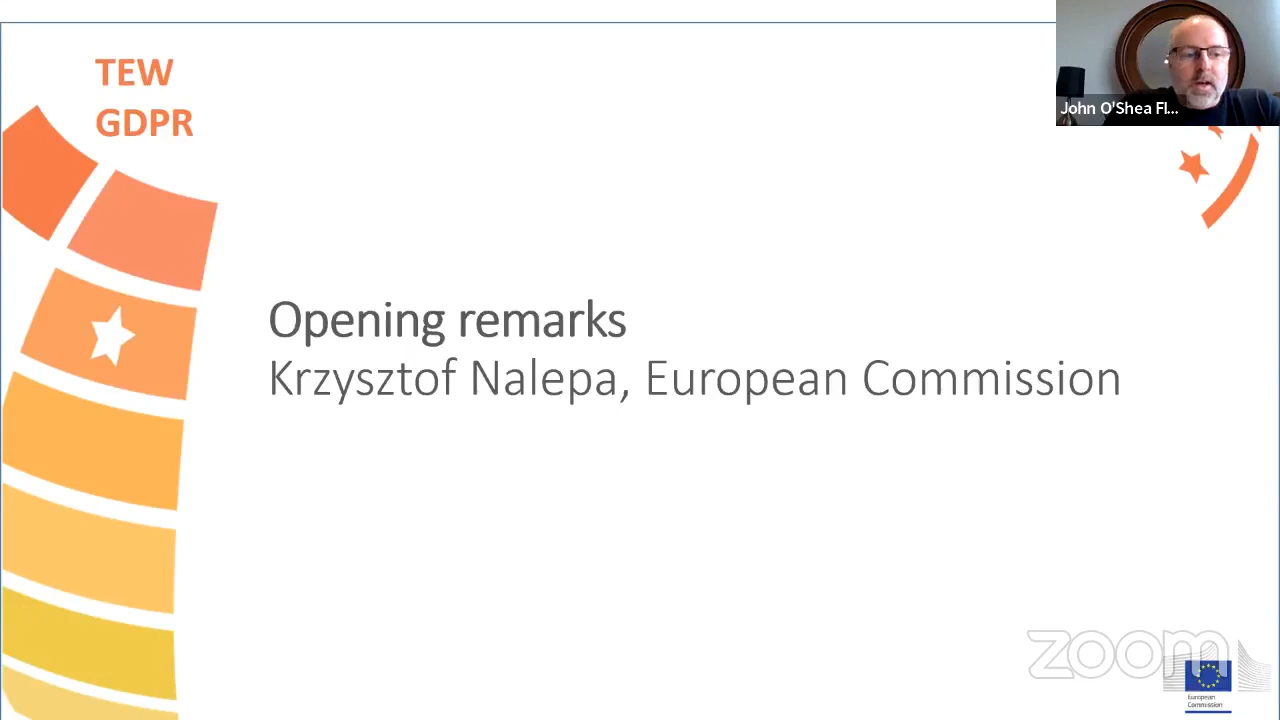 TEW
GDPR
John O'Shea Fl...
Opening remarks
Krzysztof Nalepa, European Commission
zoom
European
Commission